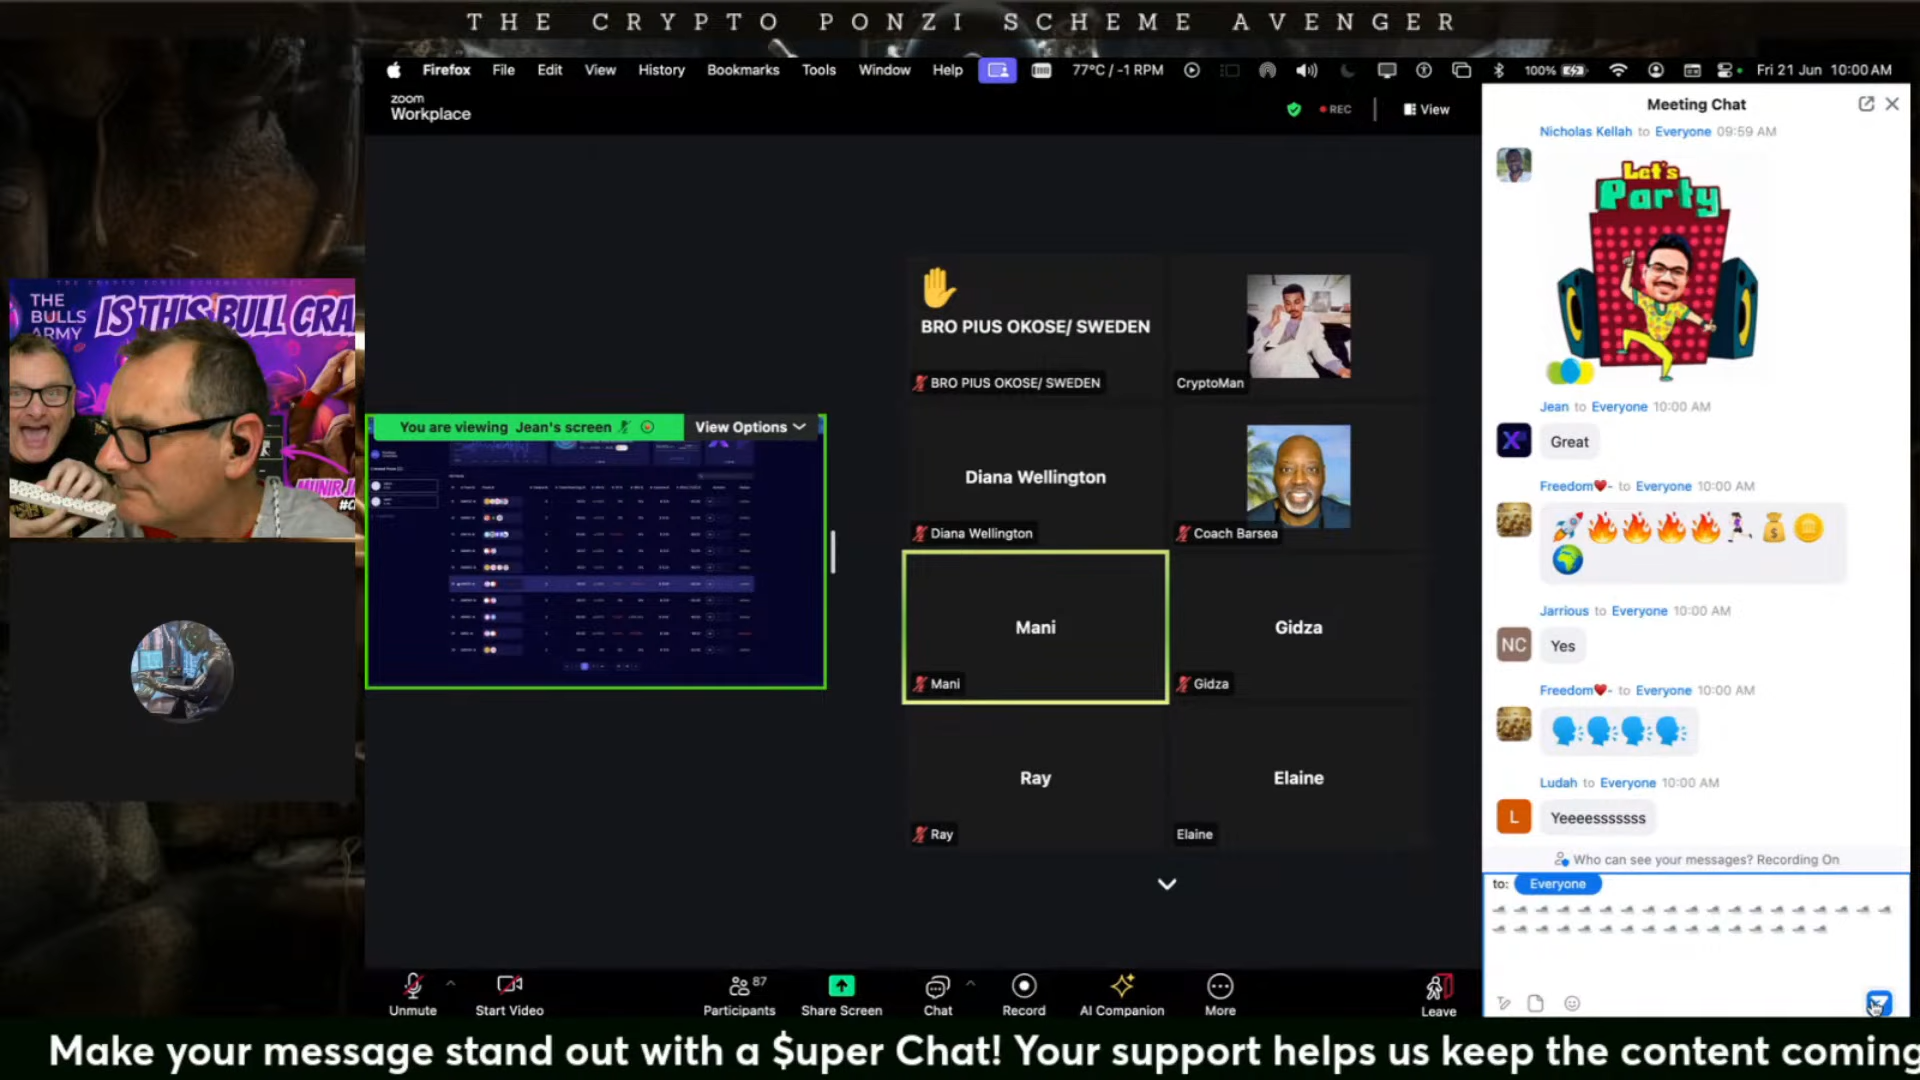 THE CRYPTO PONZI SCHEME AVENGER
Firefox File Edit View History Bookmarks Tools Window Help 77°C / -1 RPM 100% Fri 21 Jun 10:00 AM
zoom
Workplace
REC
View
Meeting Chat
Nicholas Kellah to Everyone 09:59 AM
Let's
Party
Jean to Everyone 10:00 AM
Great
Freedom♥️- to Everyone 10:00 AM
🚀🔥🔥🔥🔥🏃🏻‍♀️💰🪙
🌍
Jarrious to Everyone 10:00 AM
NC
Yes
Freedom♥️- to Everyone 10:00 AM
🗣️🗣️🗣️🗣️
Ludah to Everyone 10:00 AM
L
Yeeeesssssss
Who can see your messages? Recording On
to: Everyone
THE
BULLS
ARMY
IS THIS BULL CRA
MUNIR JA
You are viewing Jean's screen
View Options
BRO PIUS OKOSE/ SWEDEN
BRO PIUS OKOSE/ SWEDEN
CryptoMan
Diana Wellington
Diana Wellington
Coach Barsea
Mani
Mani
Gidza
Gidza
Ray
Ray
Elaine
Elaine
Unmute
Start Video
87
Participants
Share Screen
Chat
Record
AI Companion
More
Leave
Make your message stand out with a $uper Chat! Your support helps us keep the content coming